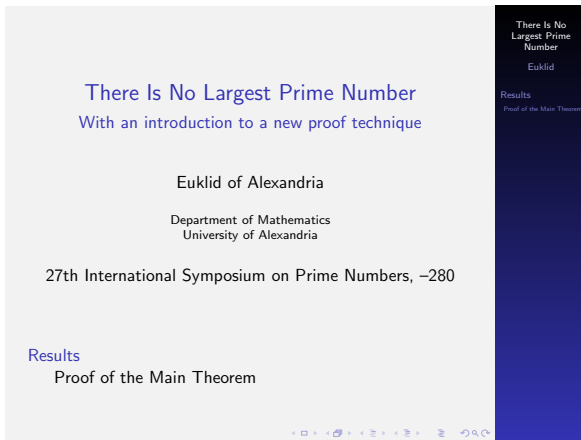 There Is No Largest Prime Number
With an introduction to a new proof technique
Euklid of Alexandria
Department of Mathematics
University of Alexandria
27th International Symposium on Prime Numbers, –280
Results
Proof of the Main Theorem
There Is No
Largest Prime
Number
Euklid
Results
Proof of the Main Theorem